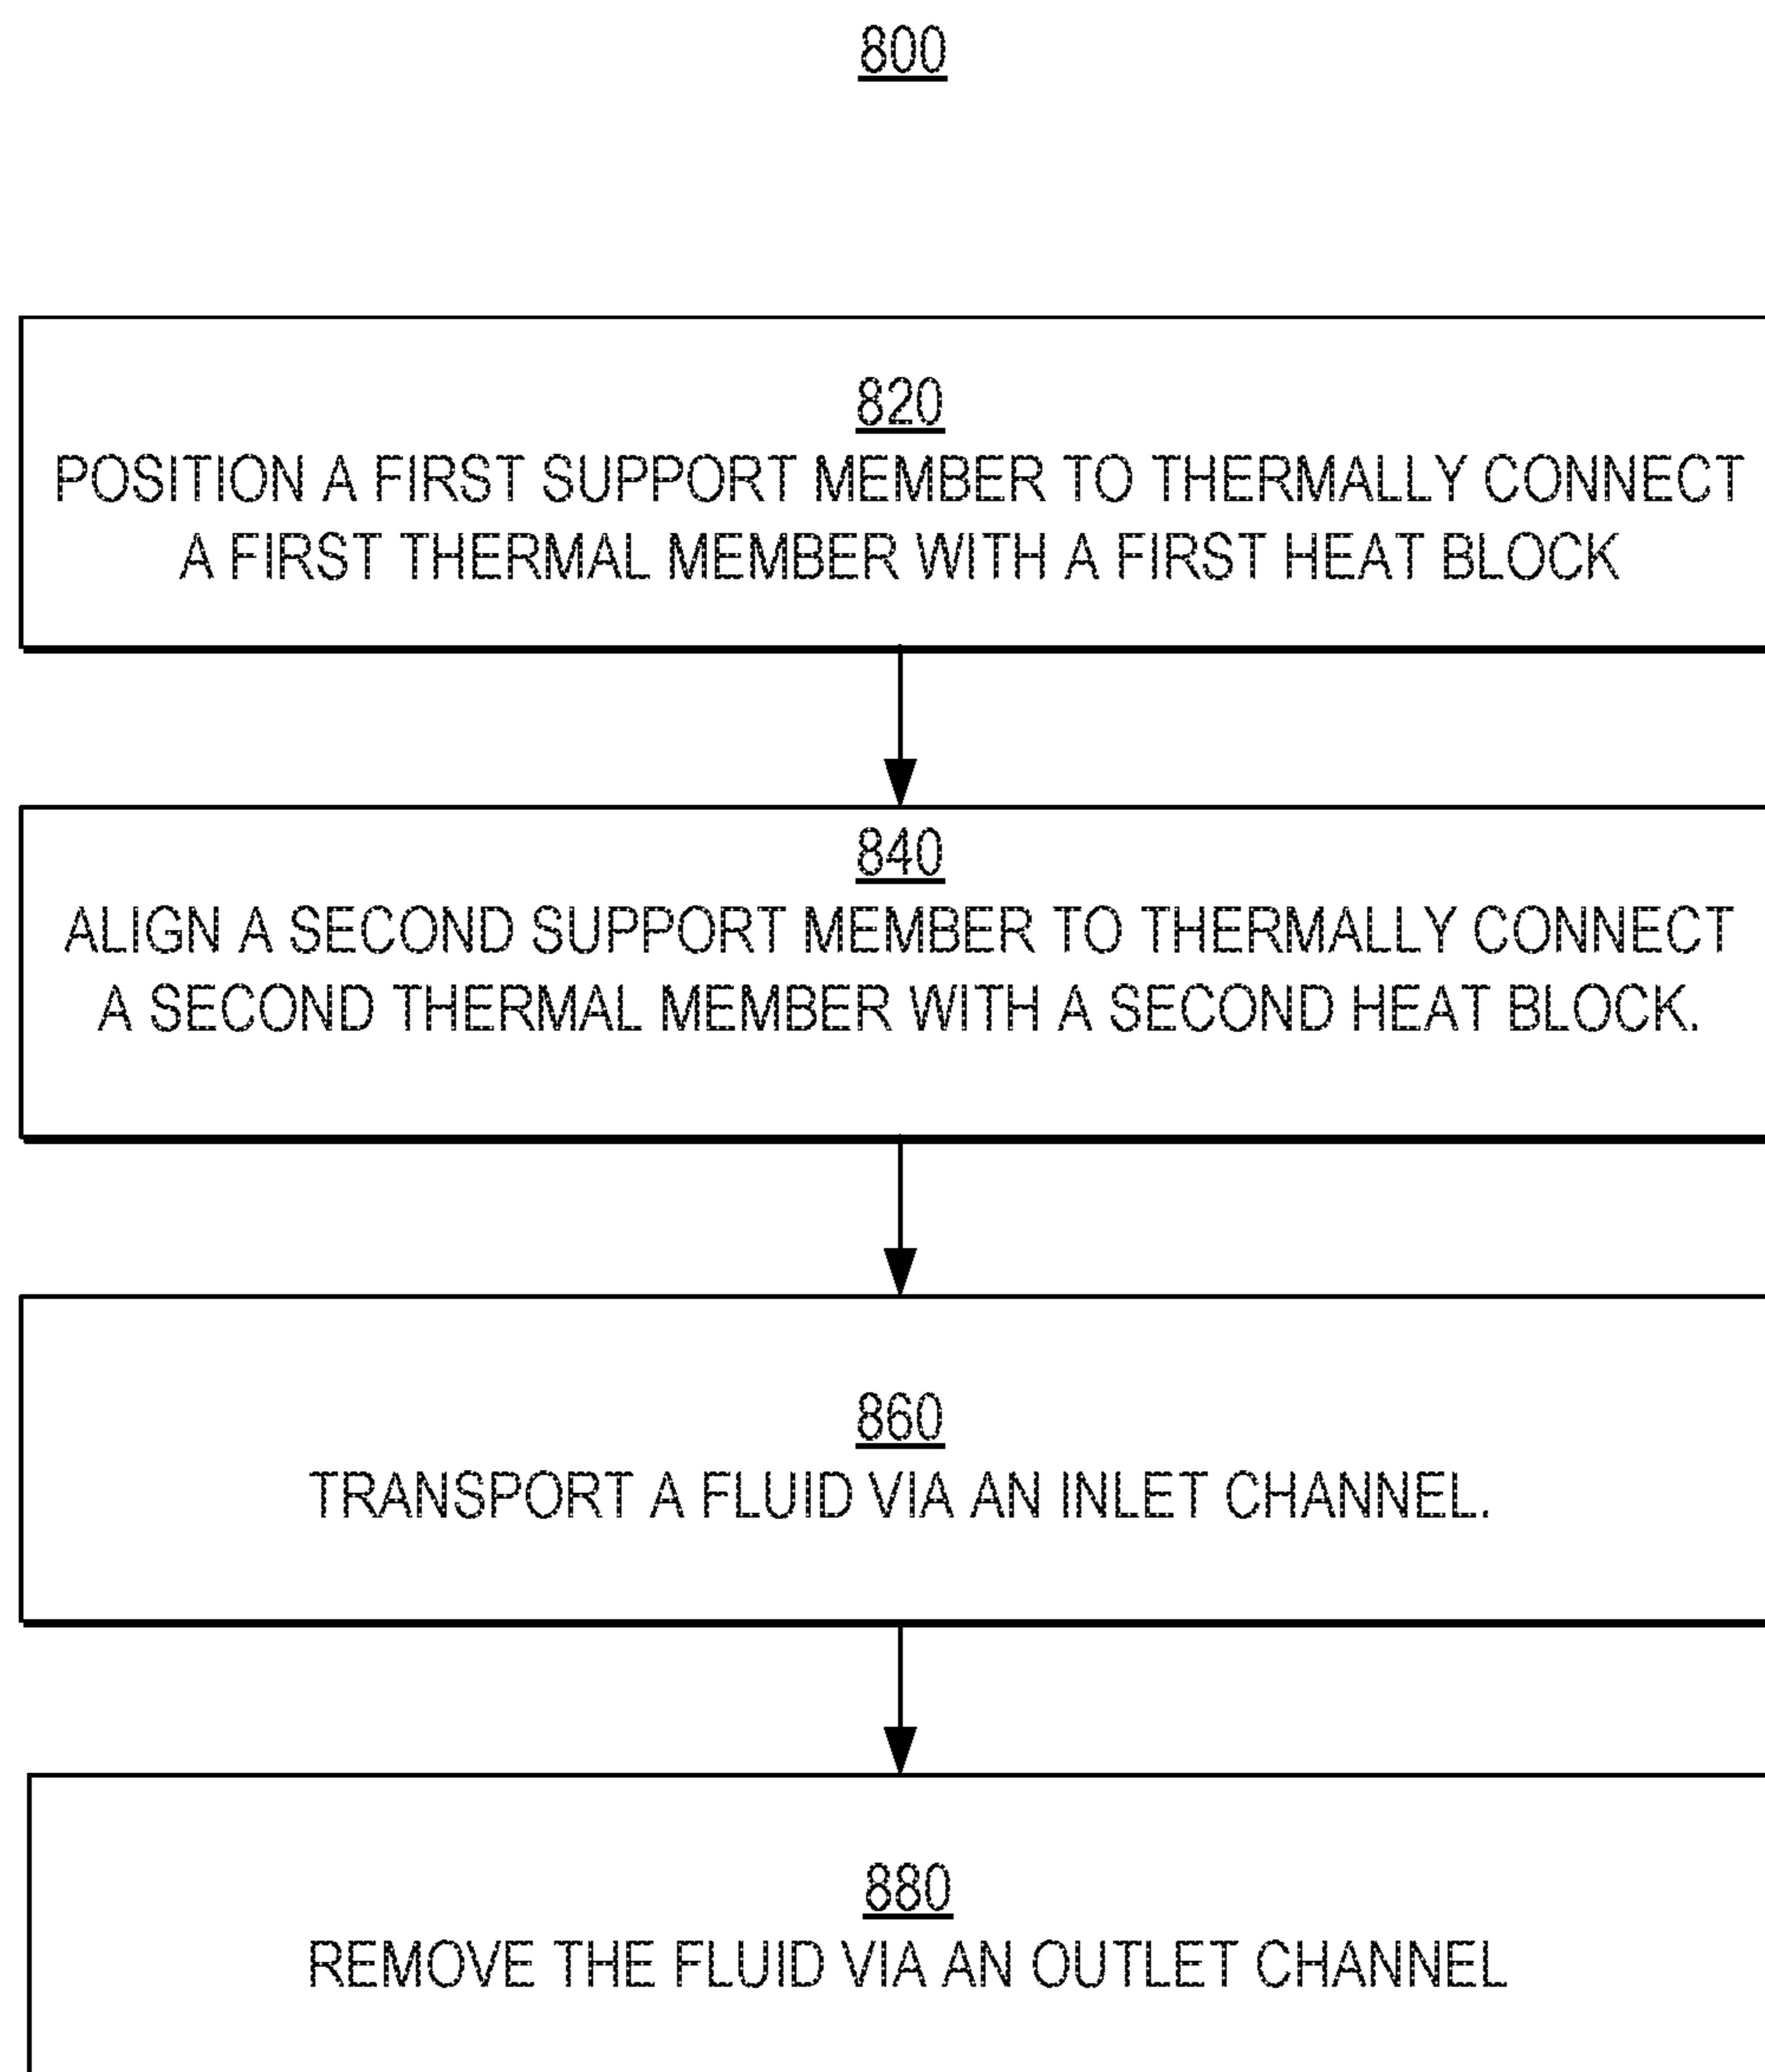 800
820
POSITION A FIRST SUPPORT MEMBER TO THERMALLY CONNECT
A FIRST THERMAL MEMBER WITH A FIRST HEAT BLOCK
840
ALIGN A SECOND SUPPORT MEMBER TO THERMALLY CONNECT
A SECOND THERMAL MEMBER WITH A SECOND HEAT BLOCK.
860
TRANSPORT A FLUID VIA AN INLET CHANNEL.
880
REMOVE THE FLUID VIA AN OUTLET CHANNEL